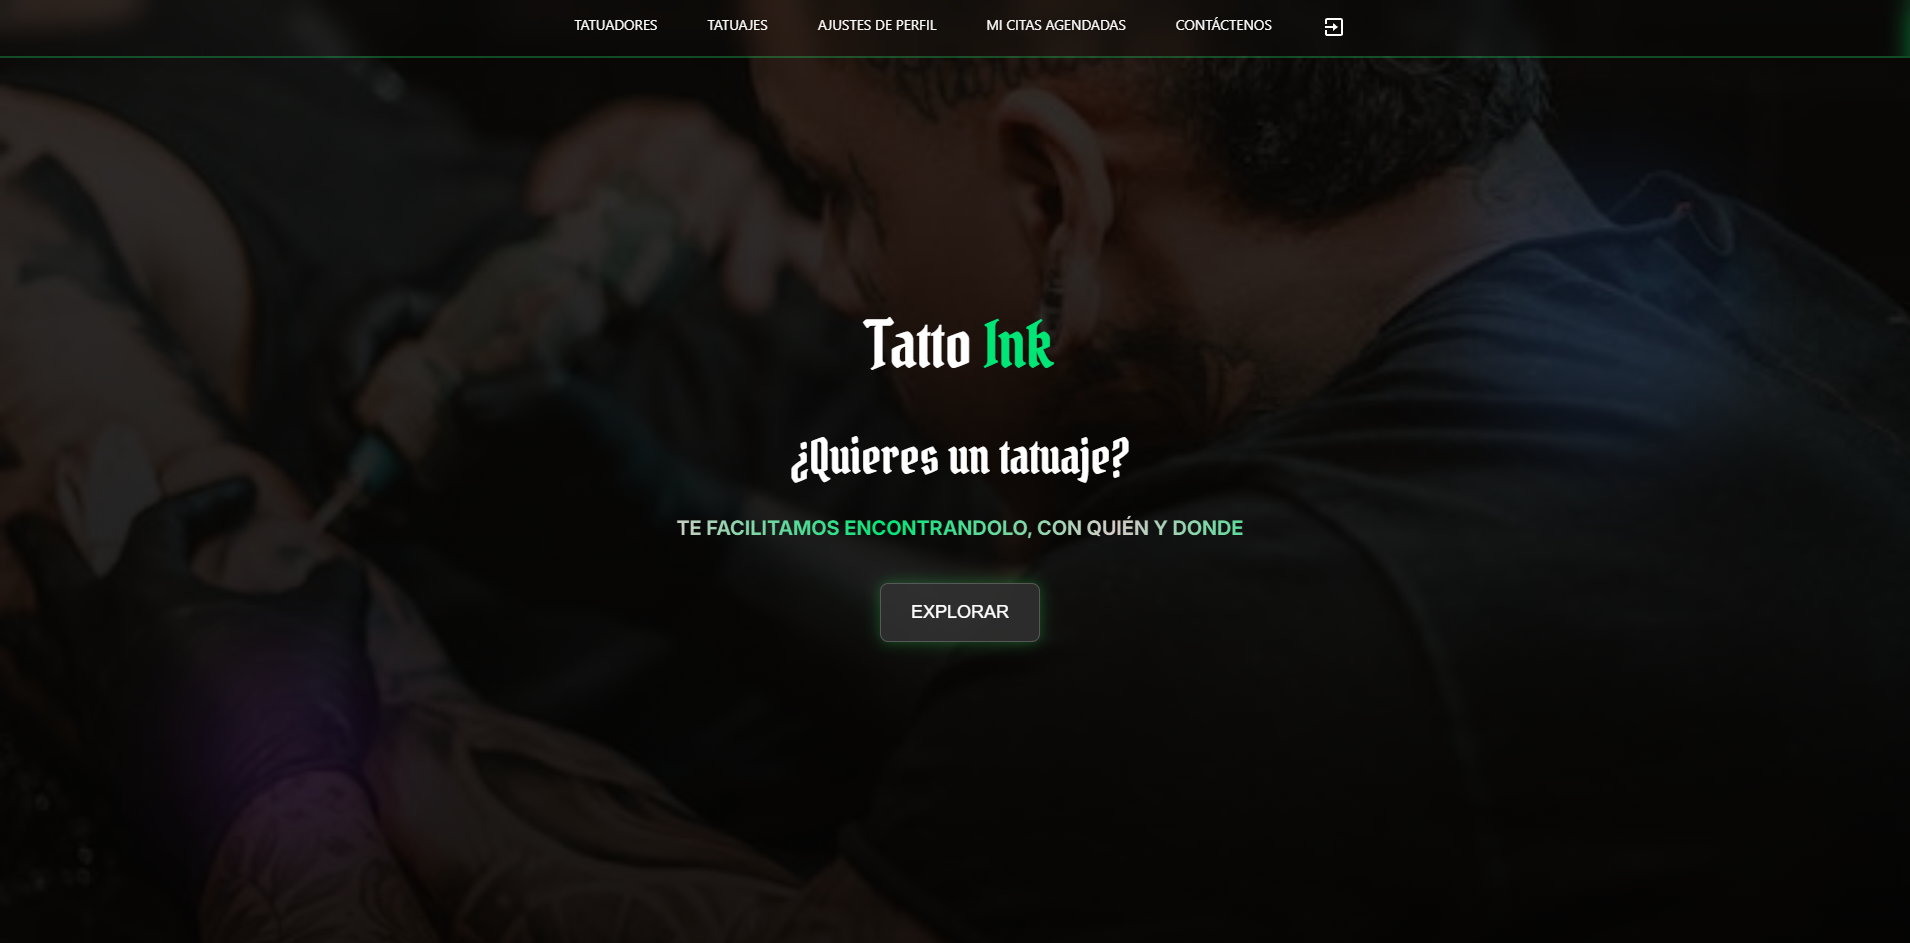 TATUADORES TATUAJES AJUSTES DE PERFIL MI CITAS AGENDADAS CONTÁCTENOS
Tatto Ink
¿Quieres un tatuaje?
TE FACILITAMOS ENCONTRANDOLO, CON QUIÉN Y DONDE
EXPLORAR